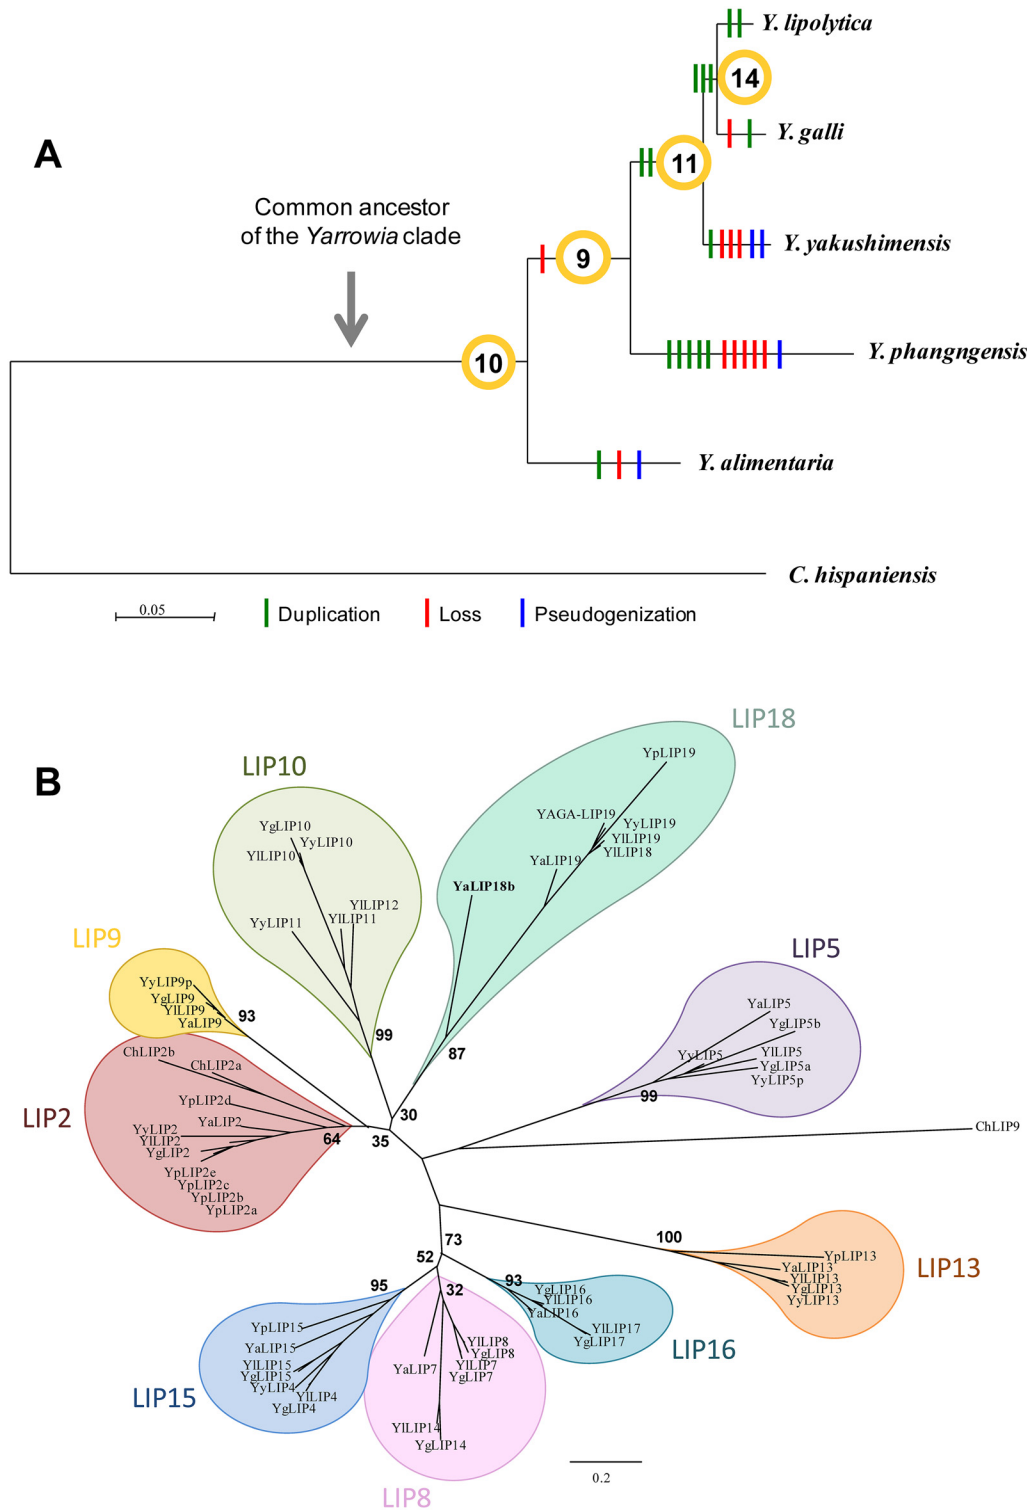 A
Y. lipolytica
14
Y. galli
11
Common ancestor
of the Yarrowia clade
Y. yakushimensis
9
Y. phangngensis
10
Y. alimentaria
C. hispaniensis
0.05
Duplication
Loss
Pseudogenization
B
LIP18
YpLIP19
LIP10
YAGA-LIP19
YgLIP10
YyLIP19
YyLIP10
YlLIP19
YlLIP10
YlLIP18
YaLIP19
YaLIP18b
YlLIP12
YlLIP11
YyLIP11
LIP9
LIP5
YyLIP9p
YgLIP9
YlLIP9
YaLIP9
93
YaLIP5
YgLIP5b
99
87
ChLIP2b
ChLIP2a
YyLIP5
YlLIP5
YgLIP5a
YyLIP5p
99
YpLIP2d
LIP2
YaLIP2
YyLIP2
YlLIP2
YgLIP2
64
35
30
ChLIP9
YpLIP2e
YpLIP2c
YpLIP2b
YpLIP2a
73
100
52
YpLIP13
YaLIP13
YlLIP13
YgLIP13
YyLIP13
LIP13
95
32
93
YgLIP16
YlLIP16
YaLIP16
YpLIP15
YlLIP17
YgLIP17
LIP16
YaLIP15
YlLIP15
YgLIP15
YyLIP4
YlLIP4
YgLIP4
LIP15
YlLIP8
YgLIP8
YaLIP7
YlLIP7
YgLIP7
YlLIP14
YgLIP14
LIP8
0.2